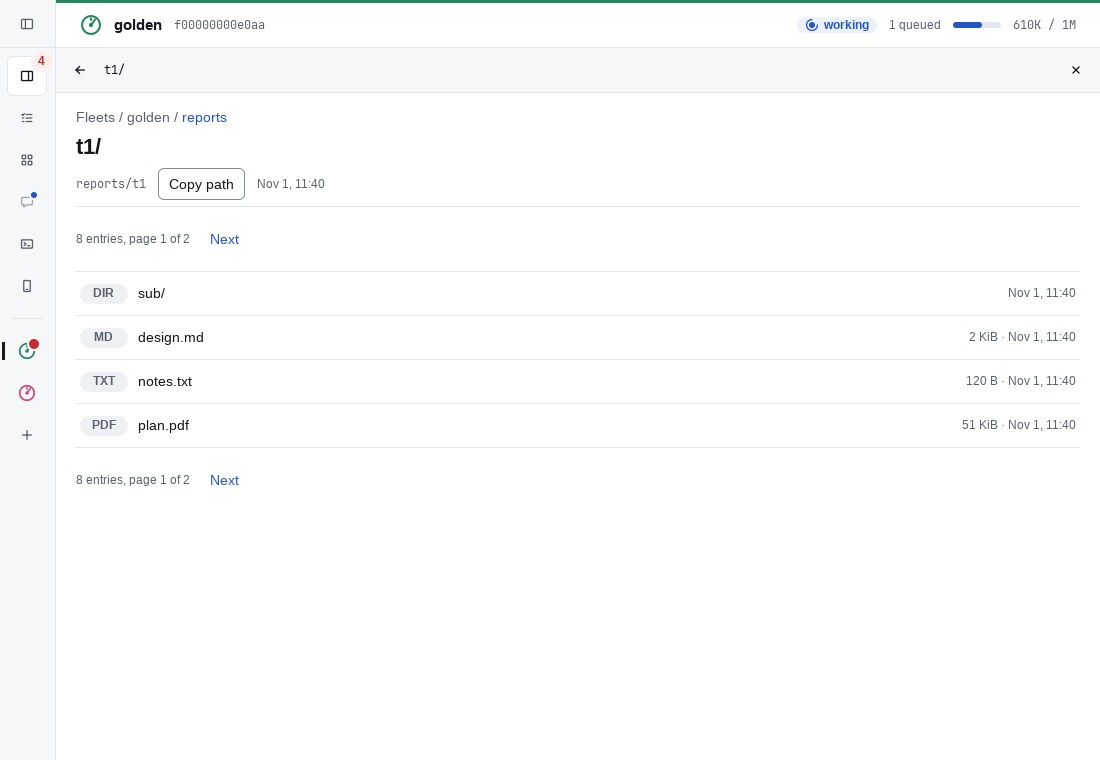 golden f00000000e0aa working 1 queued 610K / 1M
4
t1/
Fleets / golden / reports
t1/
reports/t1 Copy path Nov 1, 11:40
8 entries, page 1 of 2 Next
DIR sub/ Nov 1, 11:40
MD design.md 2 KiB · Nov 1, 11:40
TXT notes.txt 120 B · Nov 1, 11:40
PDF plan.pdf 51 KiB · Nov 1, 11:40
8 entries, page 1 of 2 Next